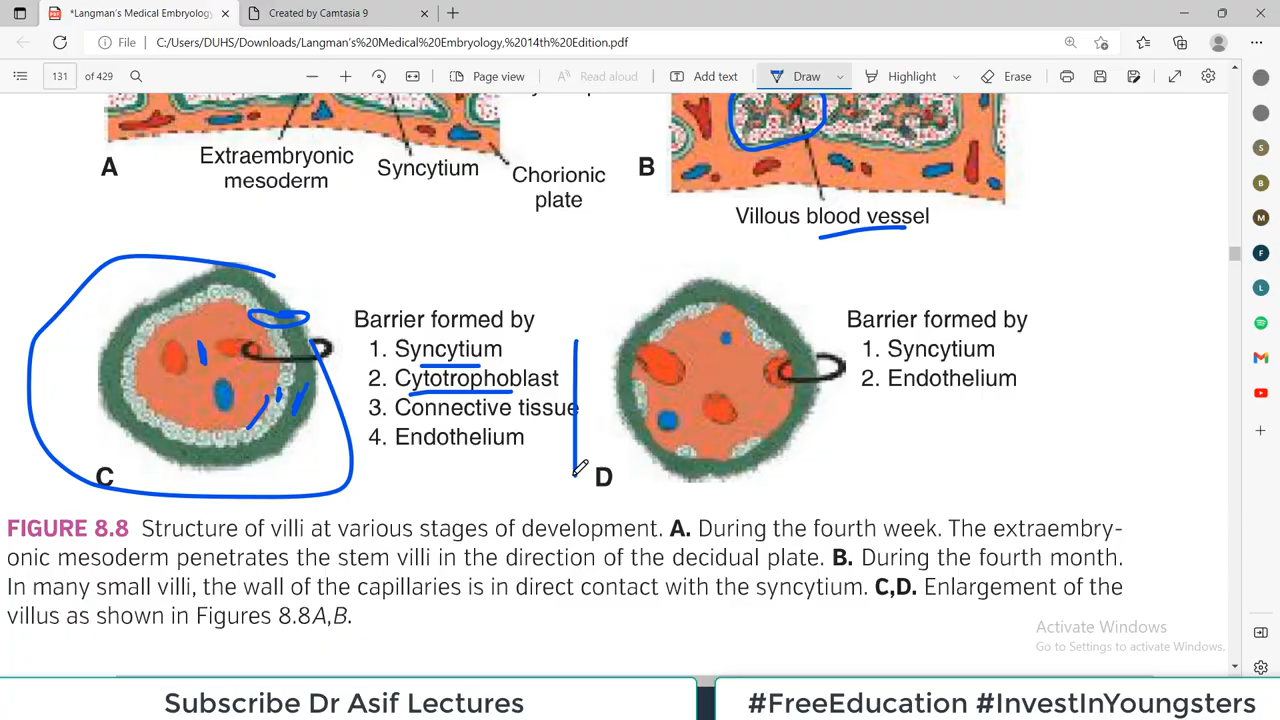 *Langman's Medical Embryology
Created by Camtasia 9
File
C:/Users/DUHS/Downloads/Langman's%20Medical%20Embryology,%2014th%20Edition.pdf
131 of 429
Page view
Read aloud
Add text
Draw
Highlight
Erase
A
Extraembryonic
mesoderm
Syncytium
Chorionic
plate
B
Villous blood vessel
C
Barrier formed by
1. Syncytium
2. Cytotrophoblast
3. Connective tissue
4. Endothelium
D
Barrier formed by
1. Syncytium
2. Endothelium
FIGURE 8.8 Structure of villi at various stages of development. A. During the fourth week. The extraembry-
onic mesoderm penetrates the stem villi in the direction of the decidual plate. B. During the fourth month.
In many small villi, the wall of the capillaries is in direct contact with the syncytium. C,D. Enlargement of the
villus as shown in Figures 8.8A,B.
Activate Windows
Go to Settings to activate Windows.
S
B
M
F
L
Subscribe Dr Asif Lectures
#FreeEducation #InvestInYoungsters